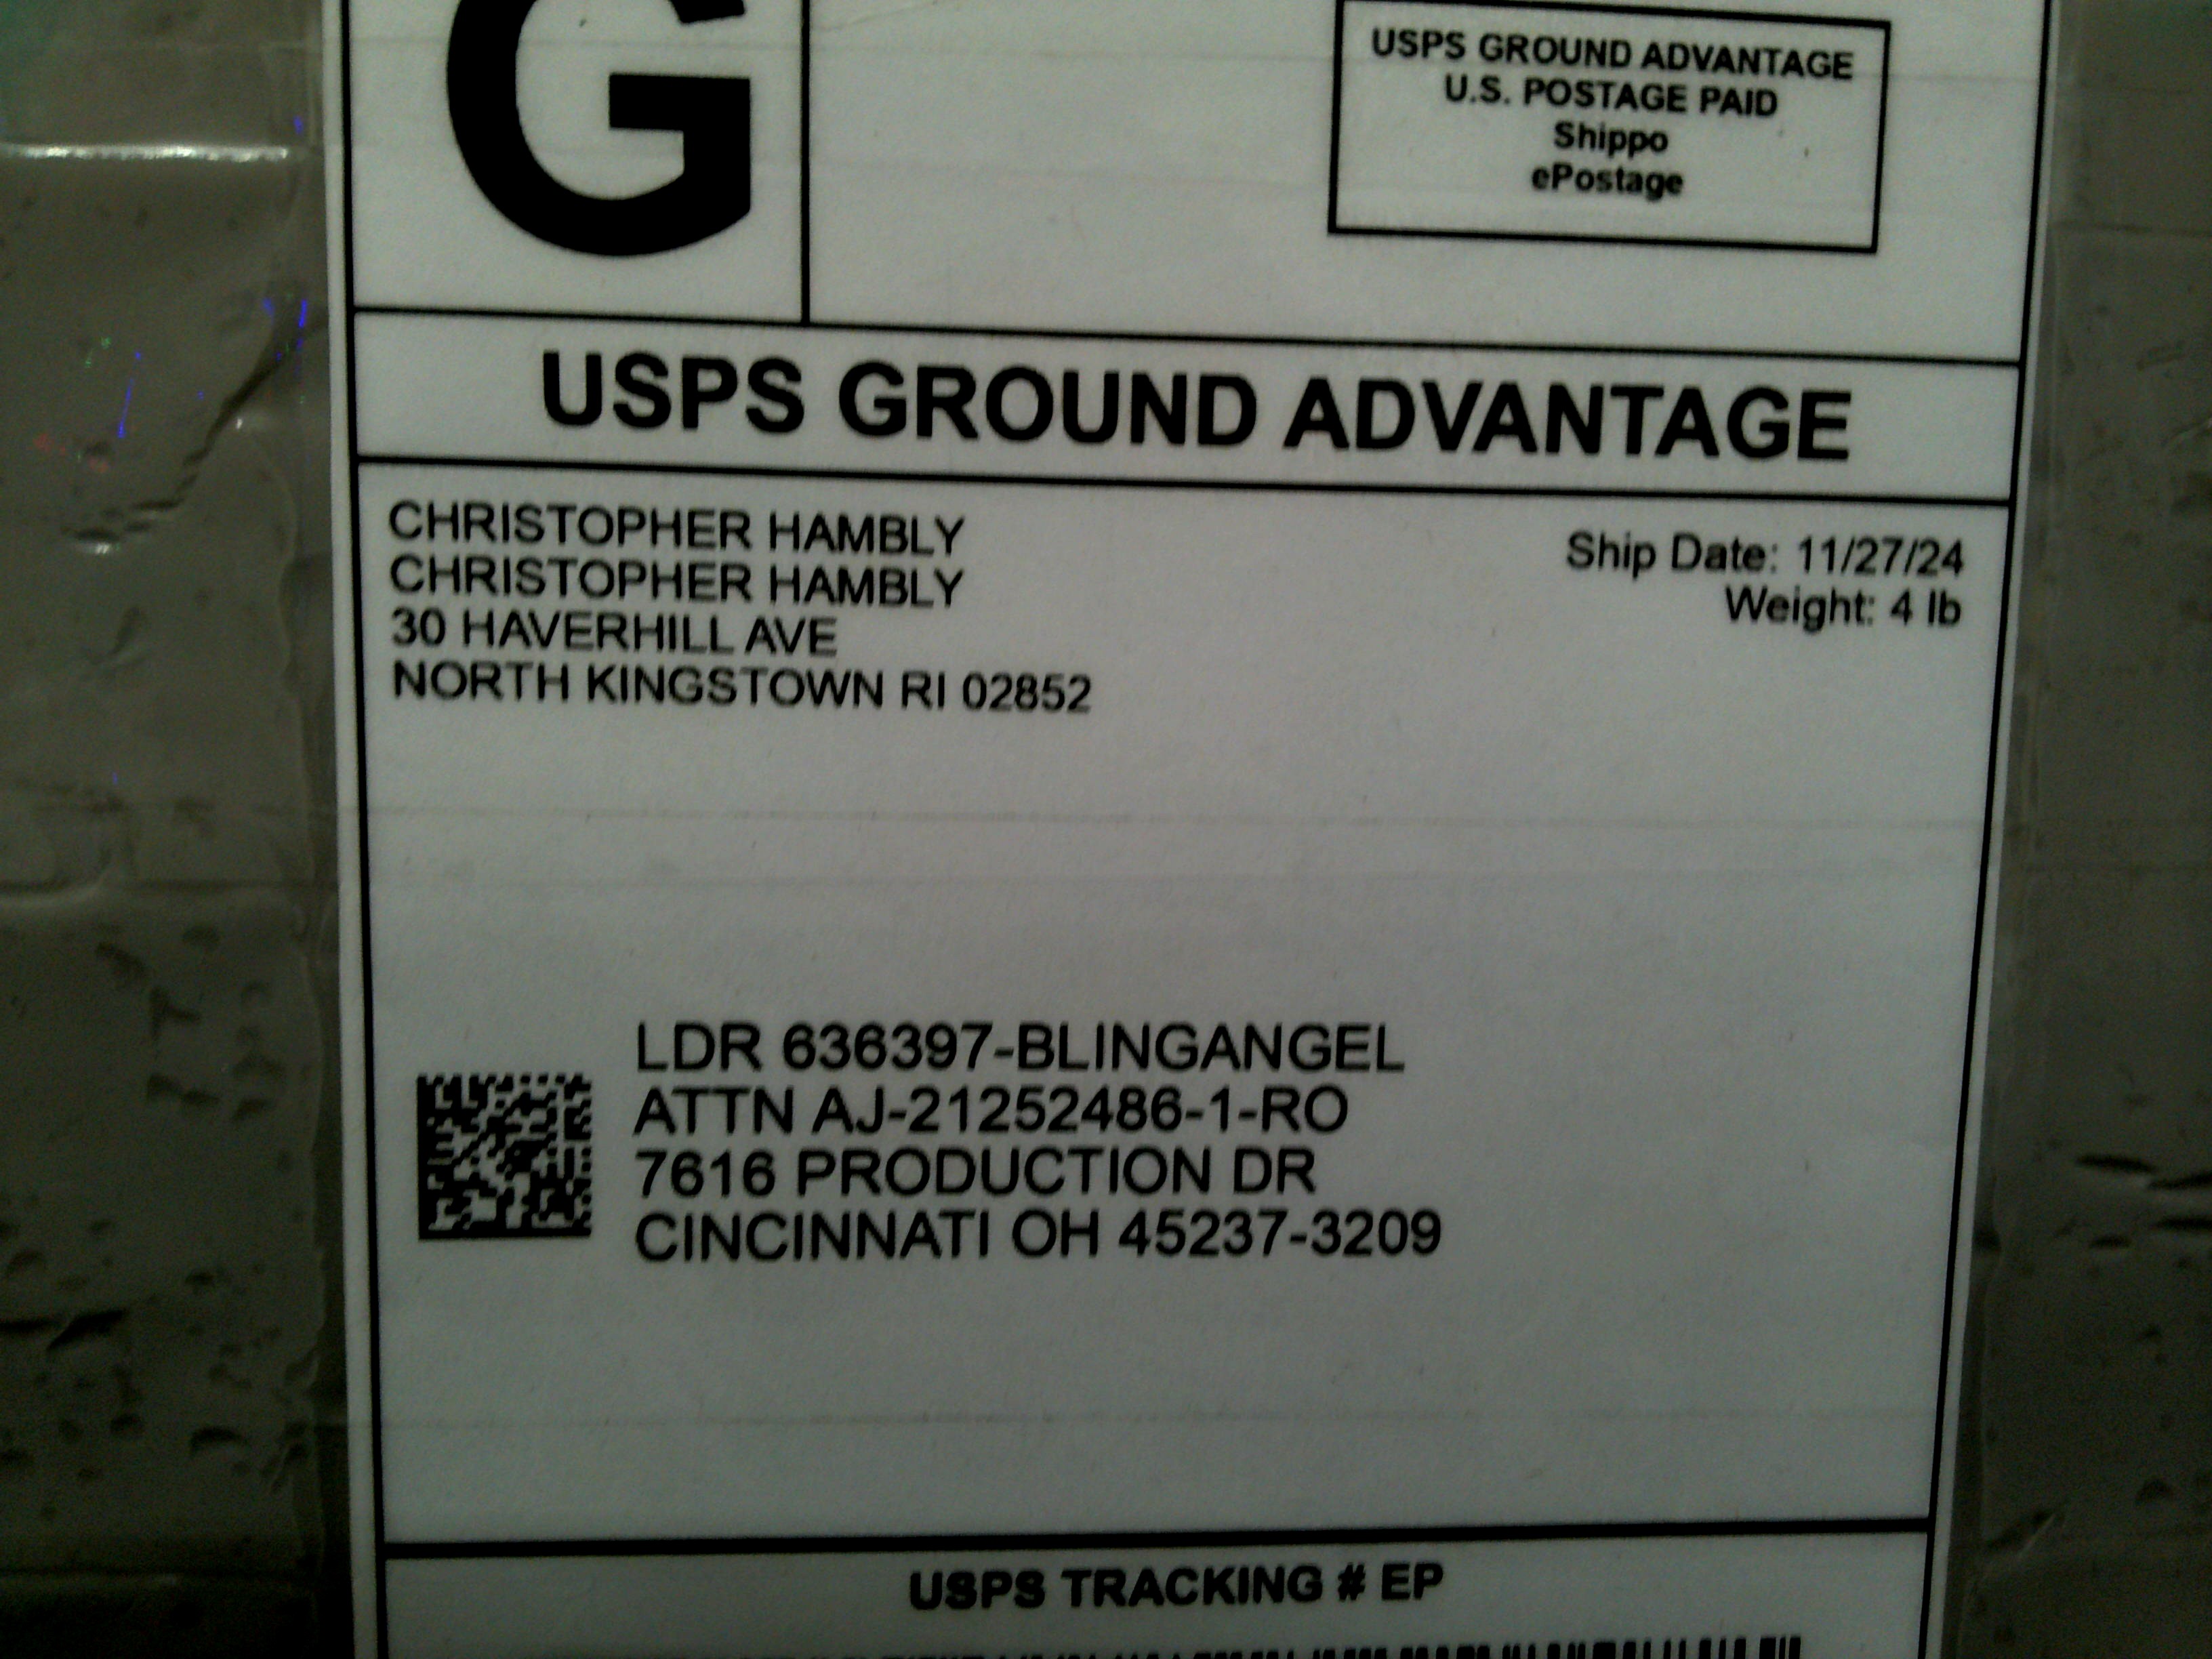 G
USPS GROUND ADVANTAGE
U.S. POSTAGE PAID
Shippo
ePostage
USPS GROUND ADVANTAGE
CHRISTOPHER HAMBLY
CHRISTOPHER HAMBLY
30 HAVERHILL AVE
NORTH KINGSTOWN RI 02852
Ship Date: 11/27/24
Weight: 4 lb
LDR 636397-BLINGANGEL
ATTN AJ-21252486-1-RO
7616 PRODUCTION DR
CINCINNATI OH 45237-3209
USPS TRACKING # EP